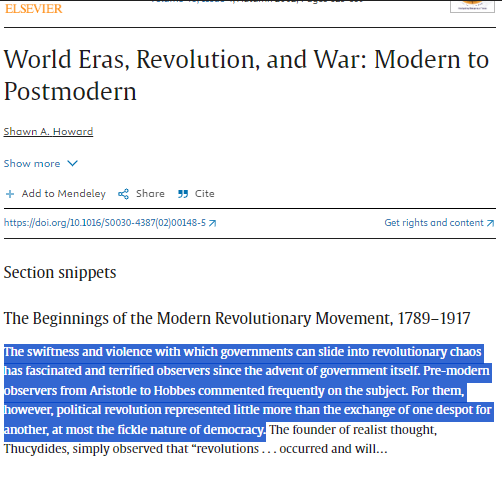 ELSEVIER
World Eras, Revolution, and War: Modern to
Postmodern
Shawn A. Howard
Show more
Add to Mendeley Share Cite
https://doi.org/10.1016/S0030-4387(02)00148-5 Get rights and content
Section snippets
The Beginnings of the Modern Revolutionary Movement, 1789–1917
The swiftness and violence with which governments can slide into revolutionary chaos
has fascinated and terrified observers since the advent of government itself. Pre-modern
observers from Aristotle to Hobbes commented frequently on the subject. For them,
however, political revolution represented little more than the exchange of one despot for
another, at most the fickle nature of democracy. The founder of realist thought,
Thucydides, simply observed that “revolutions . . . occurred and will…